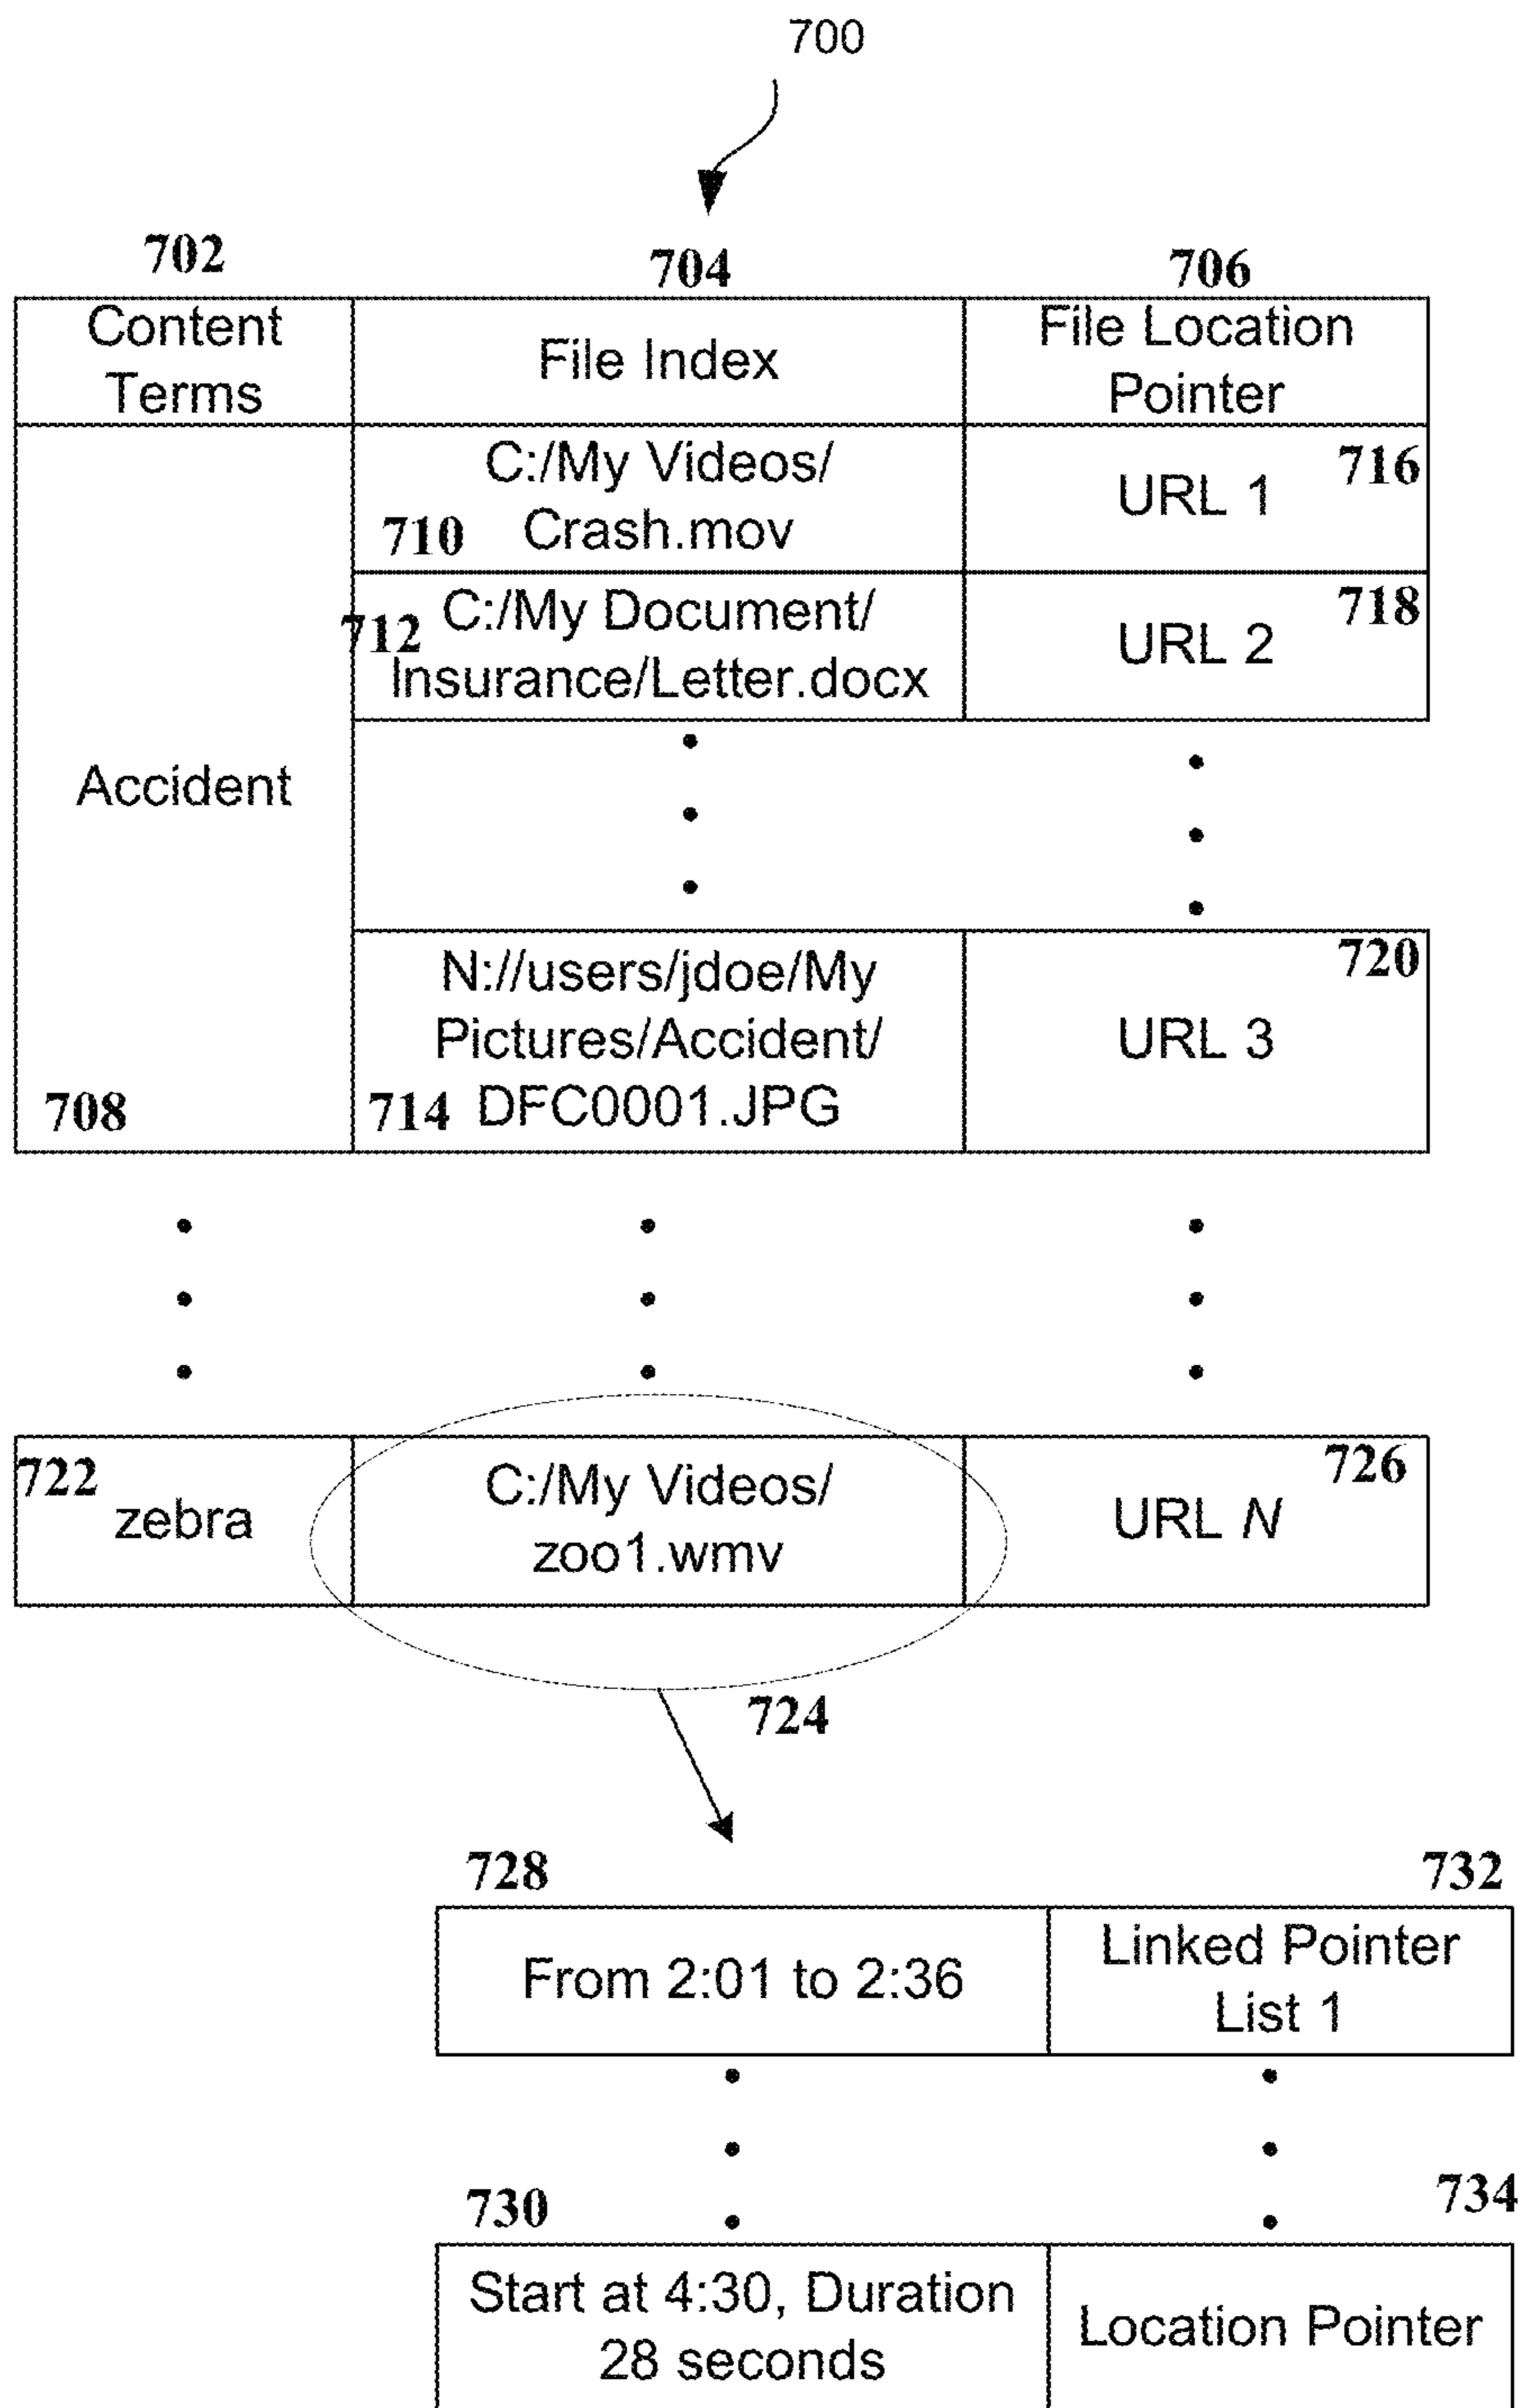 700
702
704
706
Content
Terms
File Index
File Location
Pointer
C:/My Videos/
710 Crash.mov
URL 1
716
712 C:/My Document/
Insurance/Letter.docx
URL 2
718
Accident
708
N://users/jdoe/My
Pictures/Accident/
714 DFC0001.JPG
URL 3
720
722
zebra
C:/My Videos/
zoo1.wmv
URL N
726
724
728
732
From 2:01 to 2:36
Linked Pointer
List 1
730
734
Start at 4:30, Duration
28 seconds
Location Pointer